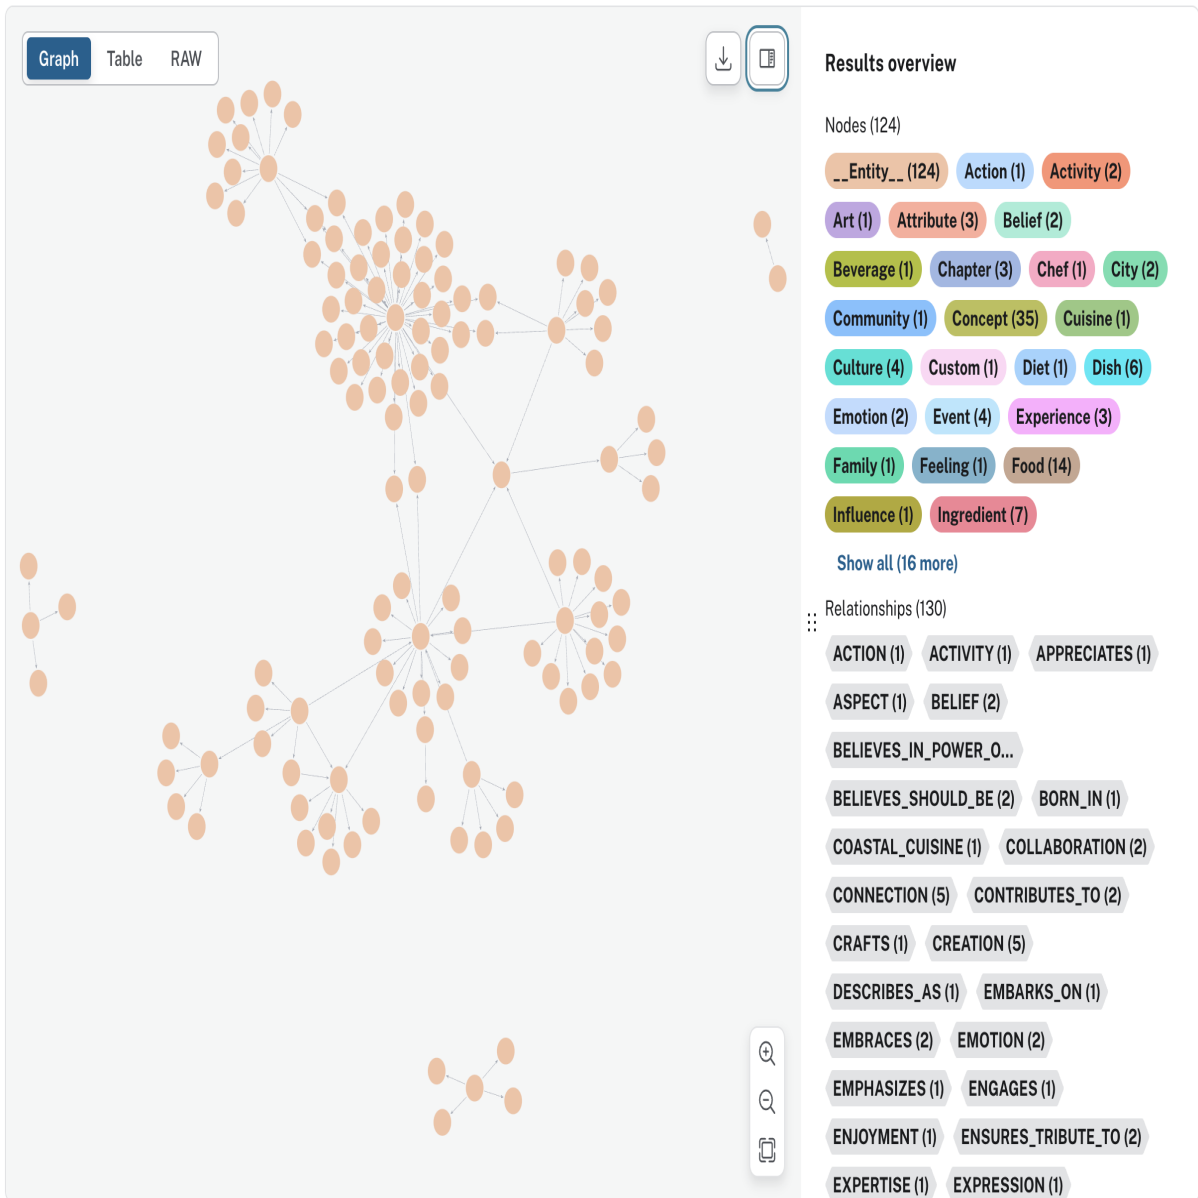 Graph Table RAW
Results overview
Nodes (124)
__Entity__ (124) Action (1) Activity (2)
Art (1) Attribute (3) Belief (2)
Beverage (1) Chapter (3) Chef (1) City (2)
Community (1) Concept (35) Cuisine (1)
Culture (4) Custom (1) Diet (1) Dish (6)
Emotion (2) Event (4) Experience (3)
Family (1) Feeling (1) Food (14)
Influence (1) Ingredient (7)
Show all (16 more)
Relationships (130)
ACTION (1) ACTIVITY (1) APPRECIATES (1)
ASPECT (1) BELIEF (2)
BELIEVES_IN_POWER_O...
BELIEVES_SHOULD_BE (2) BORN_IN (1)
COASTAL_CUISINE (1) COLLABORATION (2)
CONNECTION (5) CONTRIBUTES_TO (2)
CRAFTS (1) CREATION (5)
DESCRIBES_AS (1) EMBARKS_ON (1)
EMBRACES (2) EMOTION (2)
EMPHASIZES (1) ENGAGES (1)
ENJOYMENT (1) ENSURES_TRIBUTE_TO (2)
EXPERTISE (1) EXPRESSION (1)